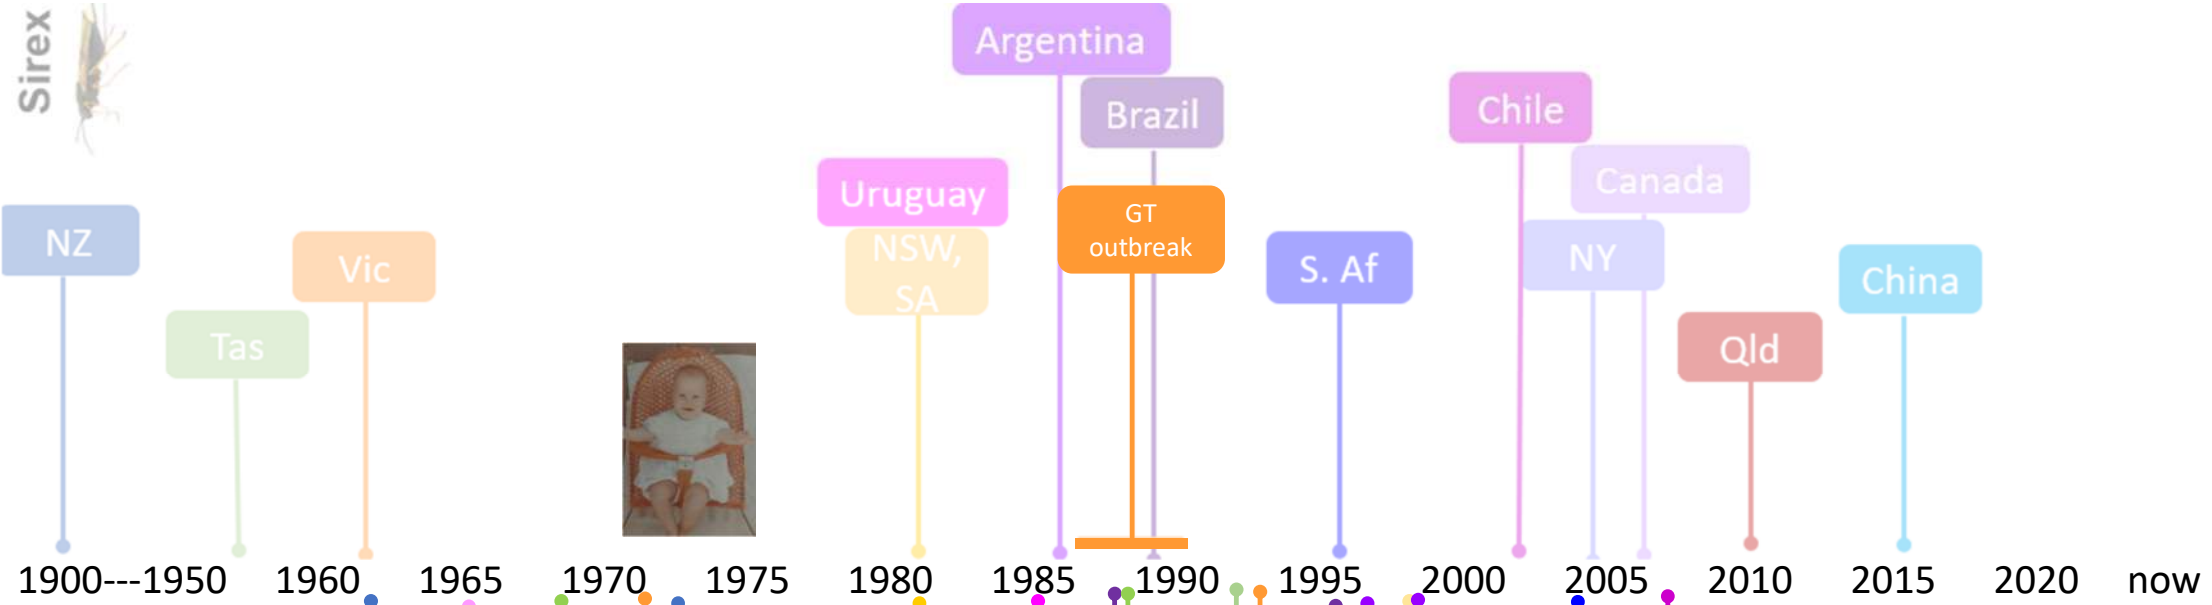 Sirex
Argentina
Brazil
Chile
Canada
Uruguay
NZ
Vic
NSW,
SA
GT
outbreak
S. Af
NY
China
Tas
Qld
1900---1950 1960 1965 1970 1975 1980 1985 1990 1995 2000 2005 2010 2015 2020 now